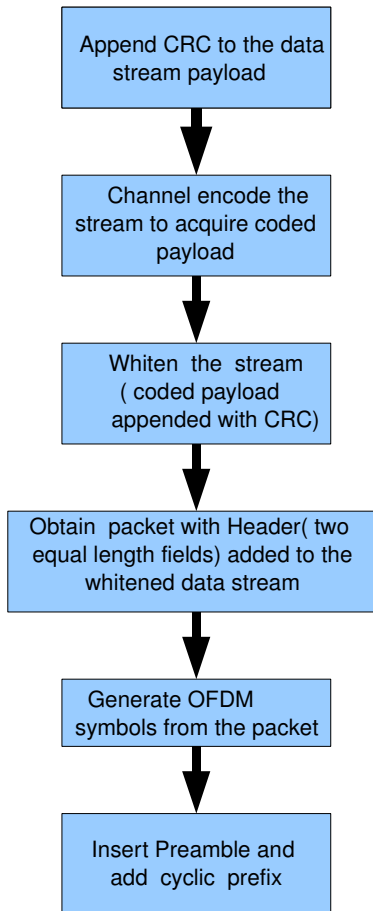 Append CRC to the data
stream payload
Channel encode the
stream to acquire coded
payload
Whiten the stream
( coded payload
appended with CRC)
Obtain packet with Header( two
equal length fields) added to the
whitened data stream
Generate OFDM
symbols from the packet
Insert Preamble and
add cyclic prefix